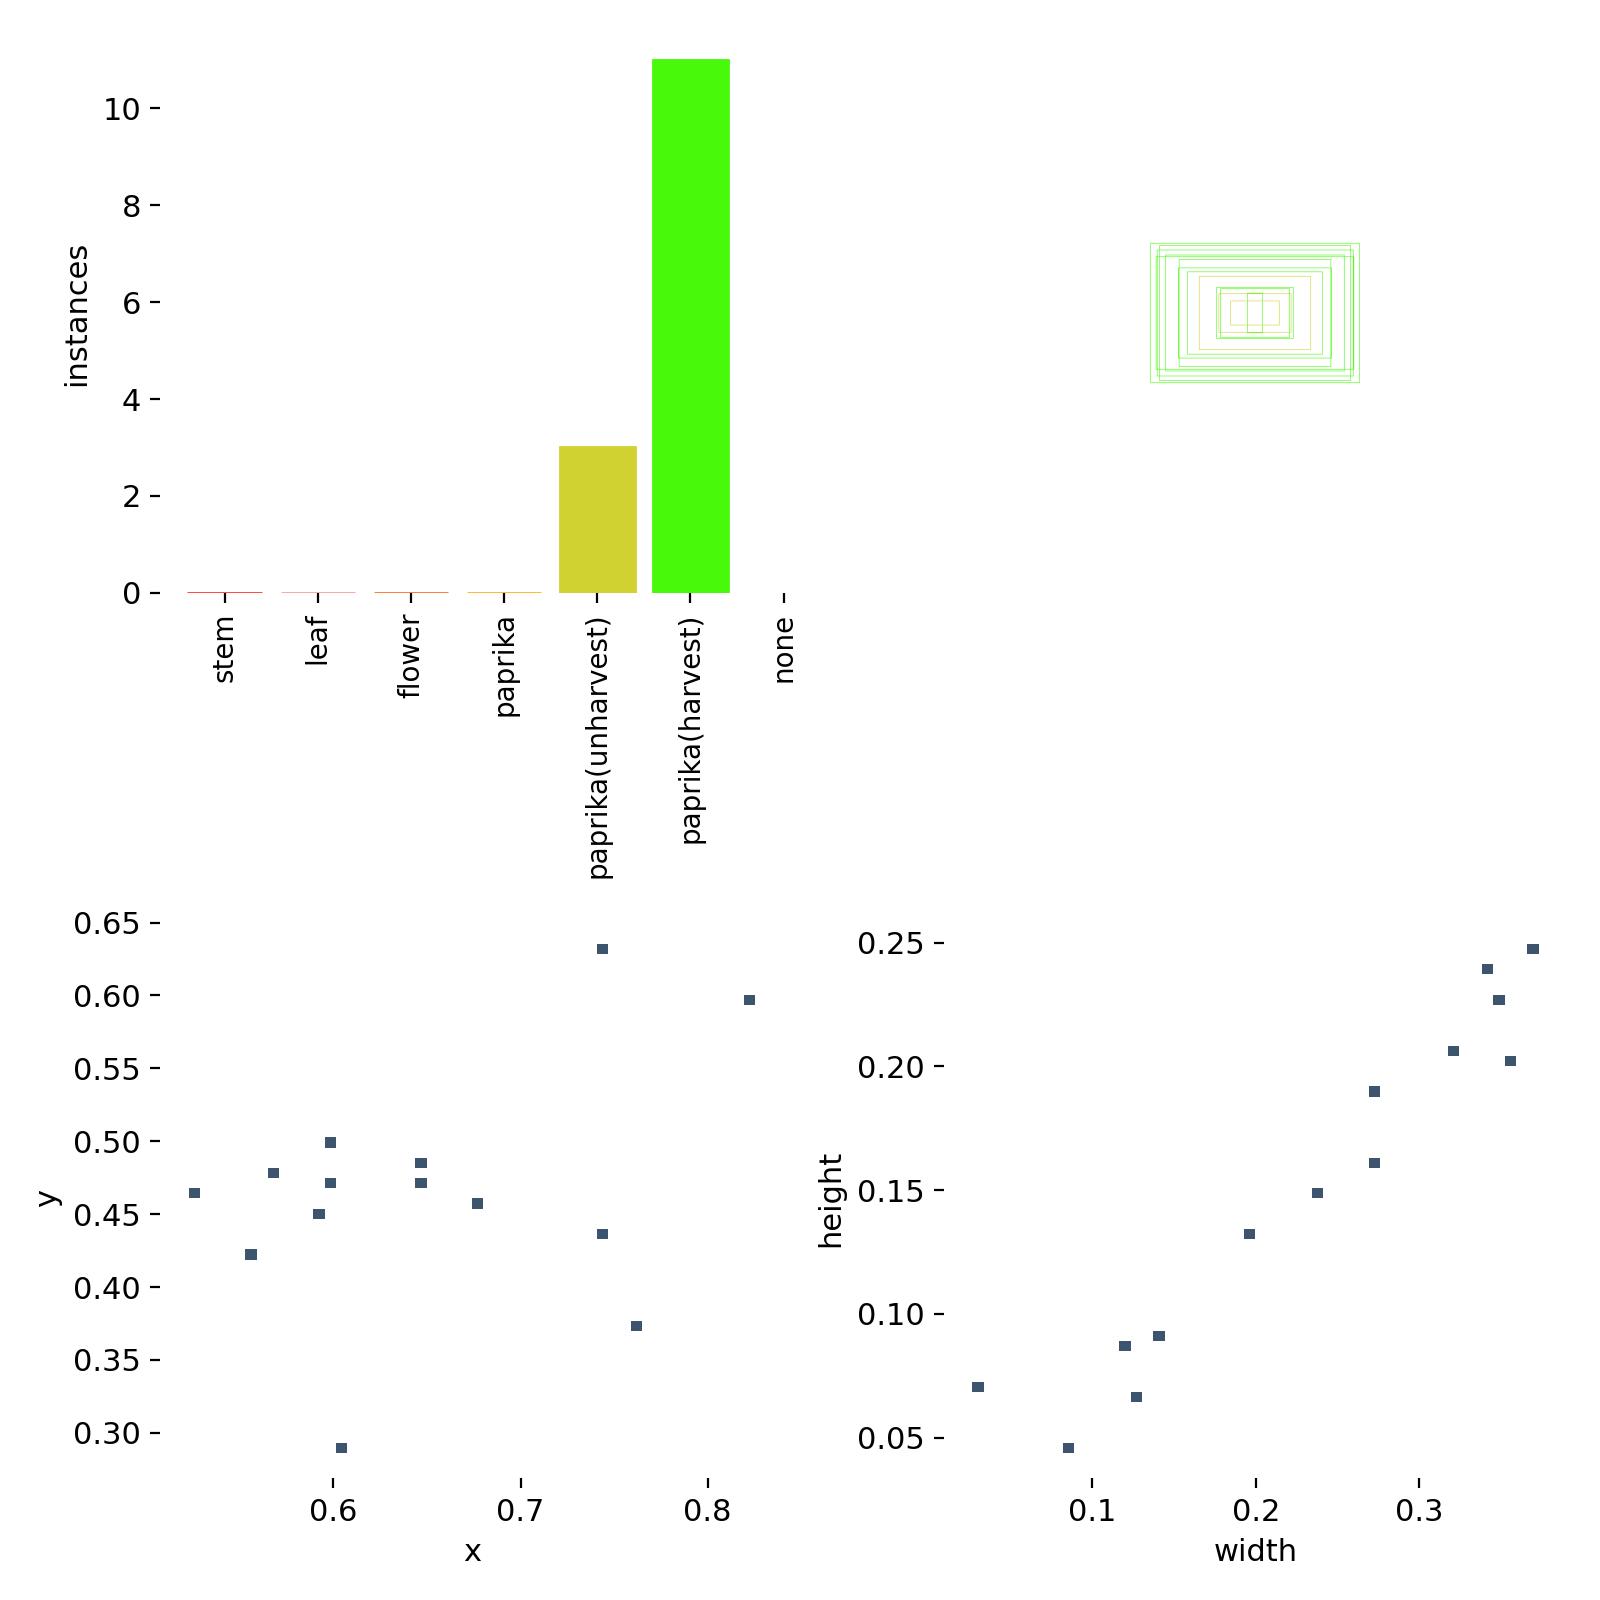 10
8
6
4
2
0
instances
stem
leaf
flower
paprika
paprika(unharvest)
paprika(harvest)
none
0.65
0.60
0.55
0.50
0.45
0.40
0.35
0.30
y
0.6 0.7 0.8
x
0.25
0.20
0.15
0.10
0.05
height
0.1 0.2 0.3
width